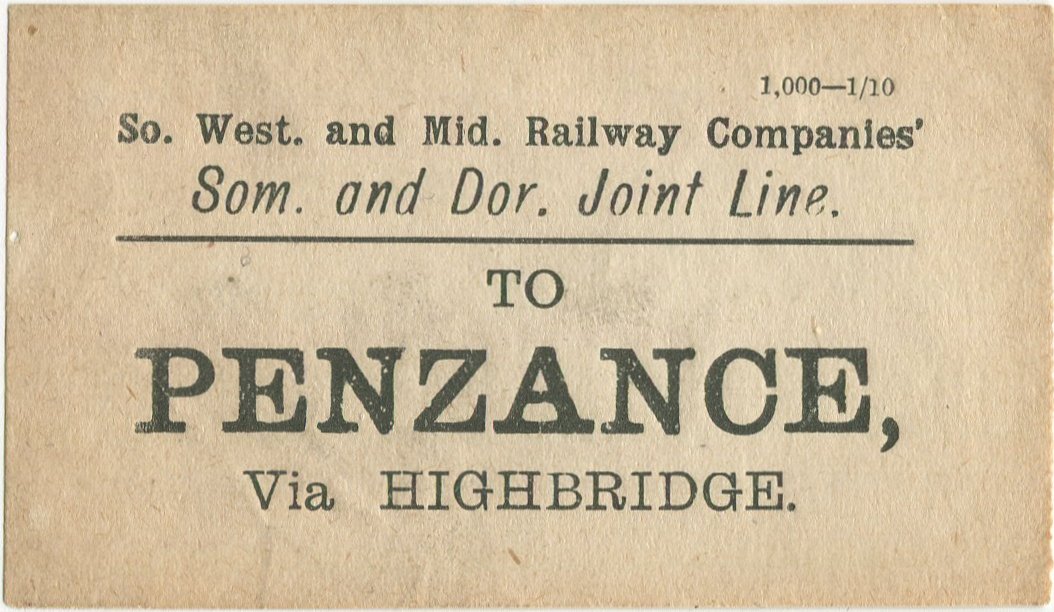 1,000—1/10
So. West. and Mid. Railway Companies'
Som. and Dor. Joint Line.
TO
PENZANCE,
Via HIGHBRIDGE.